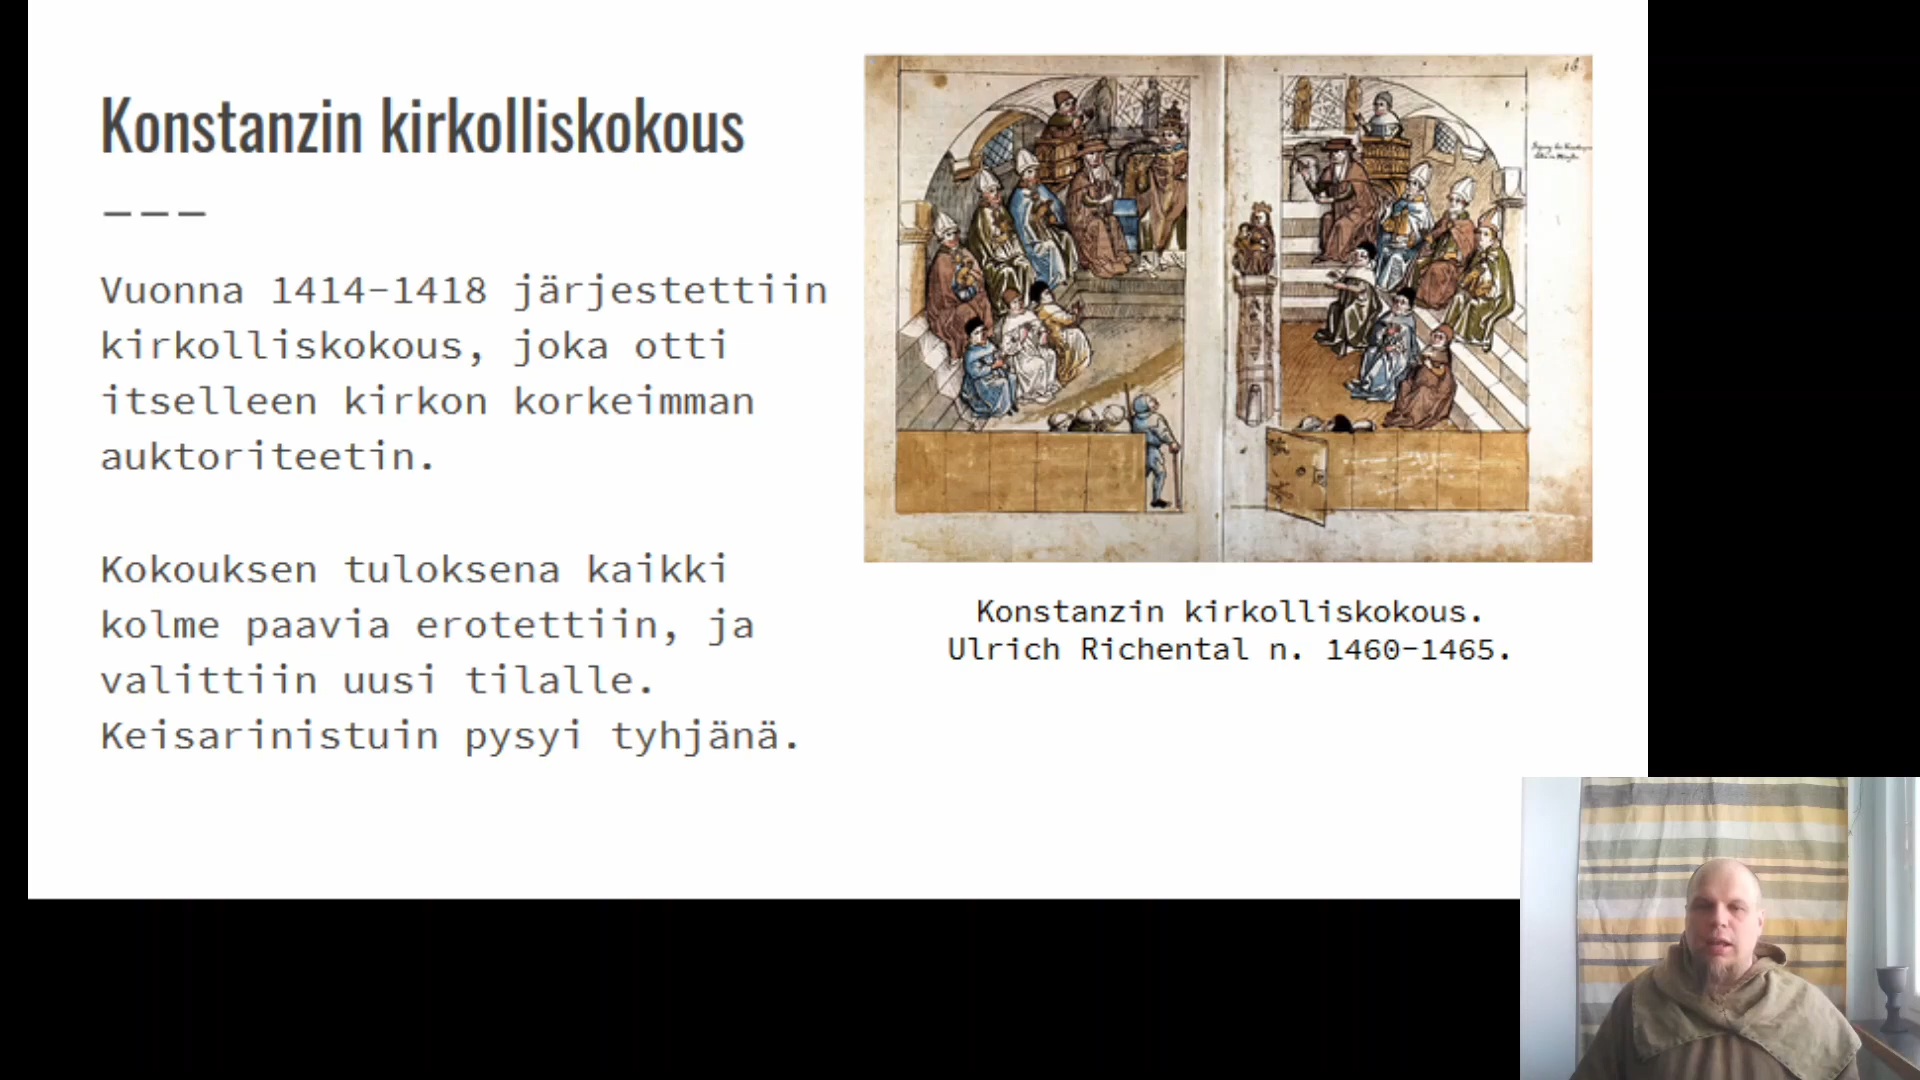 Konstanzin kirkolliskokous
Vuonna 1414–1418 järjestettiin
kirkolliskokous, joka otti
itselleen kirkon korkeimman
auktoriteetin.
Kokouksen tuloksena kaikki
kolme paavia erotettiin, ja
valittiin uusi tilalle.
Keisarinistuin pysyi tyhjänä.
Konstanzin kirkolliskokous.
Ulrich Richental n. 1460–1465.